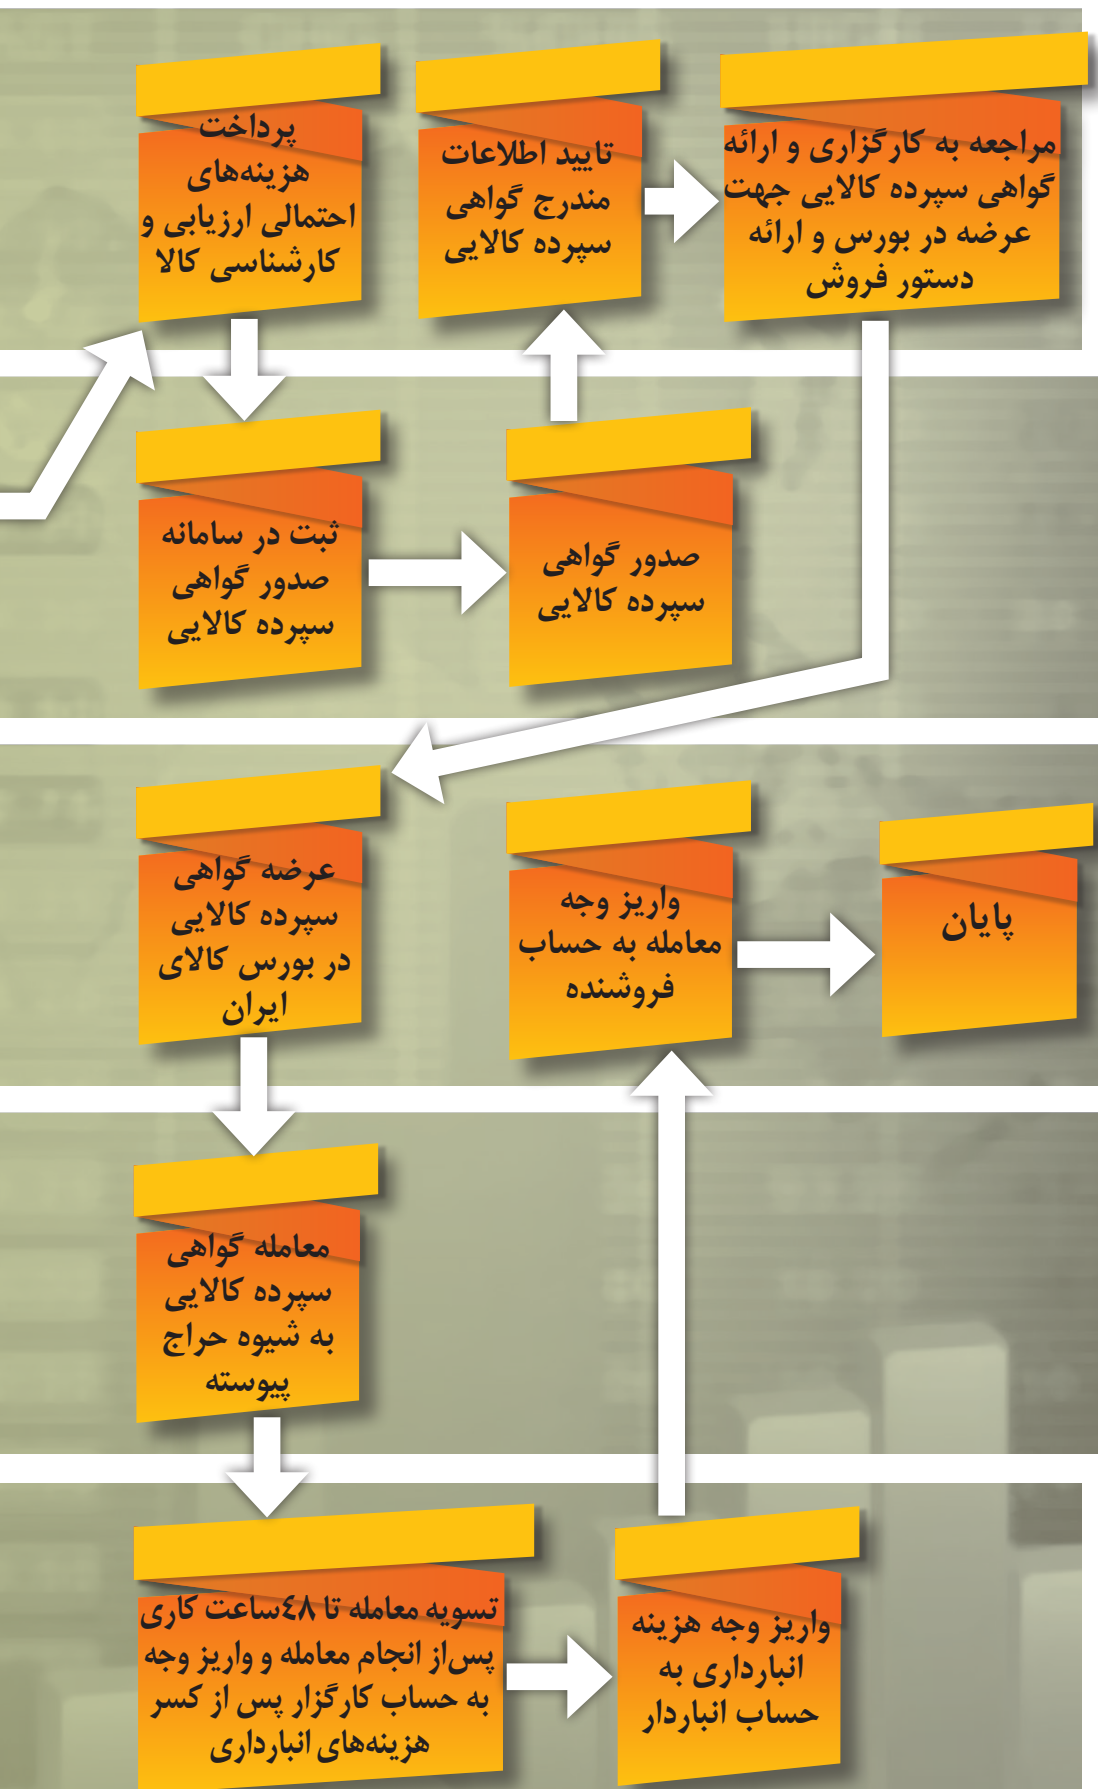 پرداخت
هزینه‌های
احتمالی ارزیابی و
کارشناسی کالا
ثبت در سامانه
صدور گواهی
سپرده کالایی
صدور گواهی
سپرده کالایی
تایید اطلاعات
مندرج گواهی
سپرده کالایی
مراجعه به کارگزاری و ارائه
گواهی سپرده کالایی جهت
عرضه در بورس و ارائه
دستور فروش
عرضه گواهی
سپرده کالایی
در بورس کالای
ایران
معامله گواهی
سپرده کالایی
به شیوه حراج
پیوسته
تسویه معامله تا ٤٨ساعت کاری
پس‌از انجام معامله و واریز وجه
به حساب کارگزار پس از کسر
هزینه‌های انبارداری
واریز وجه هزینه
انبارداری به
حساب انباردار
واریز وجه
معامله به حساب
فروشنده
پایان